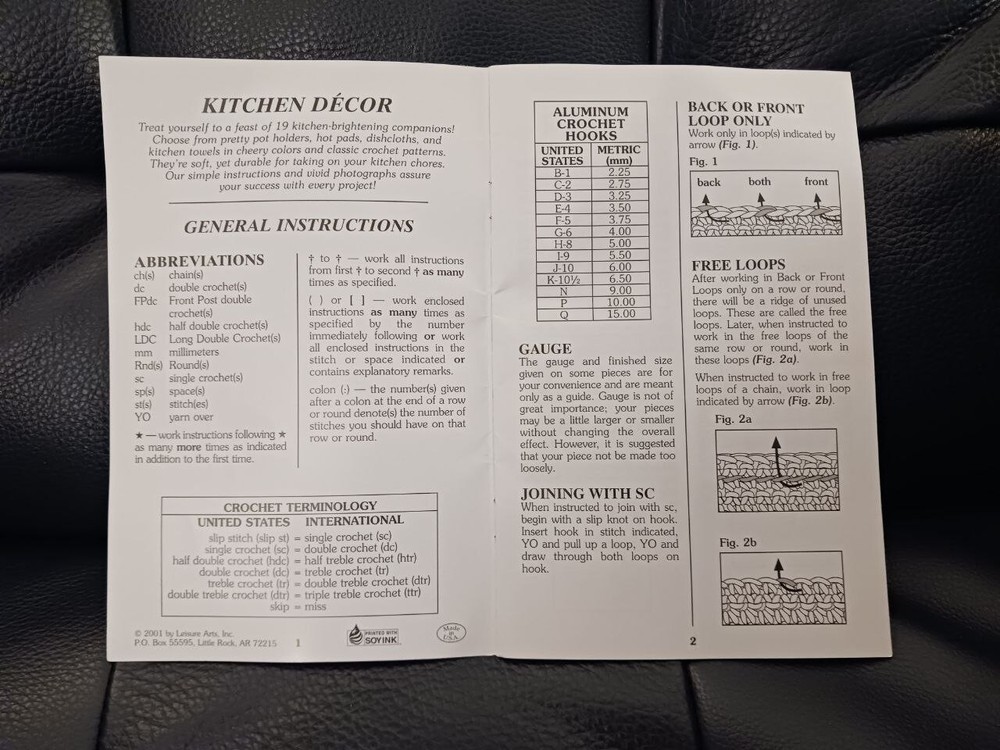 KITCHEN DÉCOR
Treat yourself to a feast of 19 kitchen-brightening companions!
Choose from pretty pot holders, hot pads, dishcloths, and
kitchen towels in cheery colors and classic crochet patterns.
They're soft, yet durable for taking on your kitchen chores.
Our simple instructions and vivid photographs assure
your success with every project!
GENERAL INSTRUCTIONS
ABBREVIATIONS
ch(s) chain(s)
dc double crochet(s)
FPdc Front Post double
crochet(s)
hdc half double crochet(s)
LDC Long Double Crochet(s)
mm millimeters
Rnd(s) Round(s)
sc single crochet(s)
sp(s) space(s)
st(s) stitch(es)
YO yarn over
★ — work instructions following ★
as many more times as indicated
in addition to the first time.
† to † — work all instructions
from first † to second † as many
times as specified.
( ) or [ ] — work enclosed
instructions as many times as
specified by the number
immediately following or work
all enclosed instructions in the
stitch or space indicated or
contains explanatory remarks.
colon (:) — the number(s) given
after a colon at the end of a row
or round denote(s) the number of
stitches you should have on that
row or round.
CROCHET TERMINOLOGY
UNITED STATES INTERNATIONAL
slip stitch (slip st) = single crochet (sc)
single crochet (sc) = double crochet (dc)
half double crochet (hdc) = half treble crochet (htr)
double crochet (dc) = treble crochet (tr)
treble crochet (tr) = double treble crochet (dtr)
double treble crochet (dtr) = triple treble crochet (ttr)
skip = miss
© 2001 by Leisure Arts, Inc.
P.O. Box 55595, Little Rock, AR 72215 1
PRINTED WITH
SOY INK
Made
in
U.S.A.
ALUMINUM
CROCHET
HOOKS
UNITED METRIC
STATES (mm)
B-1 2.25
C-2 2.75
D-3 3.25
E-4 3.50
F-5 3.75
G-6 4.00
H-8 5.00
I-9 5.50
J-10 6.00
K-10½ 6.50
N 9.00
P 10.00
Q 15.00
GAUGE
The gauge and finished size
given on some pieces are for
your convenience and are meant
only as a guide. Gauge is not of
great importance; your pieces
may be a little larger or smaller
without changing the overall
effect. However, it is suggested
that your piece not be made too
loosely.
JOINING WITH SC
When instructed to join with sc,
begin with a slip knot on hook.
Insert hook in stitch indicated,
YO and pull up a loop, YO and
draw through both loops on
hook.
BACK OR FRONT
LOOP ONLY
Work only in loop(s) indicated by
arrow (Fig. 1).
Fig. 1
back both front
FREE LOOPS
After working in Back or Front
Loops only on a row or round,
there will be a ridge of unused
loops. These are called the free
loops. Later, when instructed to
work in the free loops of the
same row or round, work in
these loops (Fig. 2a).
When instructed to work in free
loops of a chain, work in loop
indicated by arrow (Fig. 2b).
Fig. 2a
Fig. 2b
2